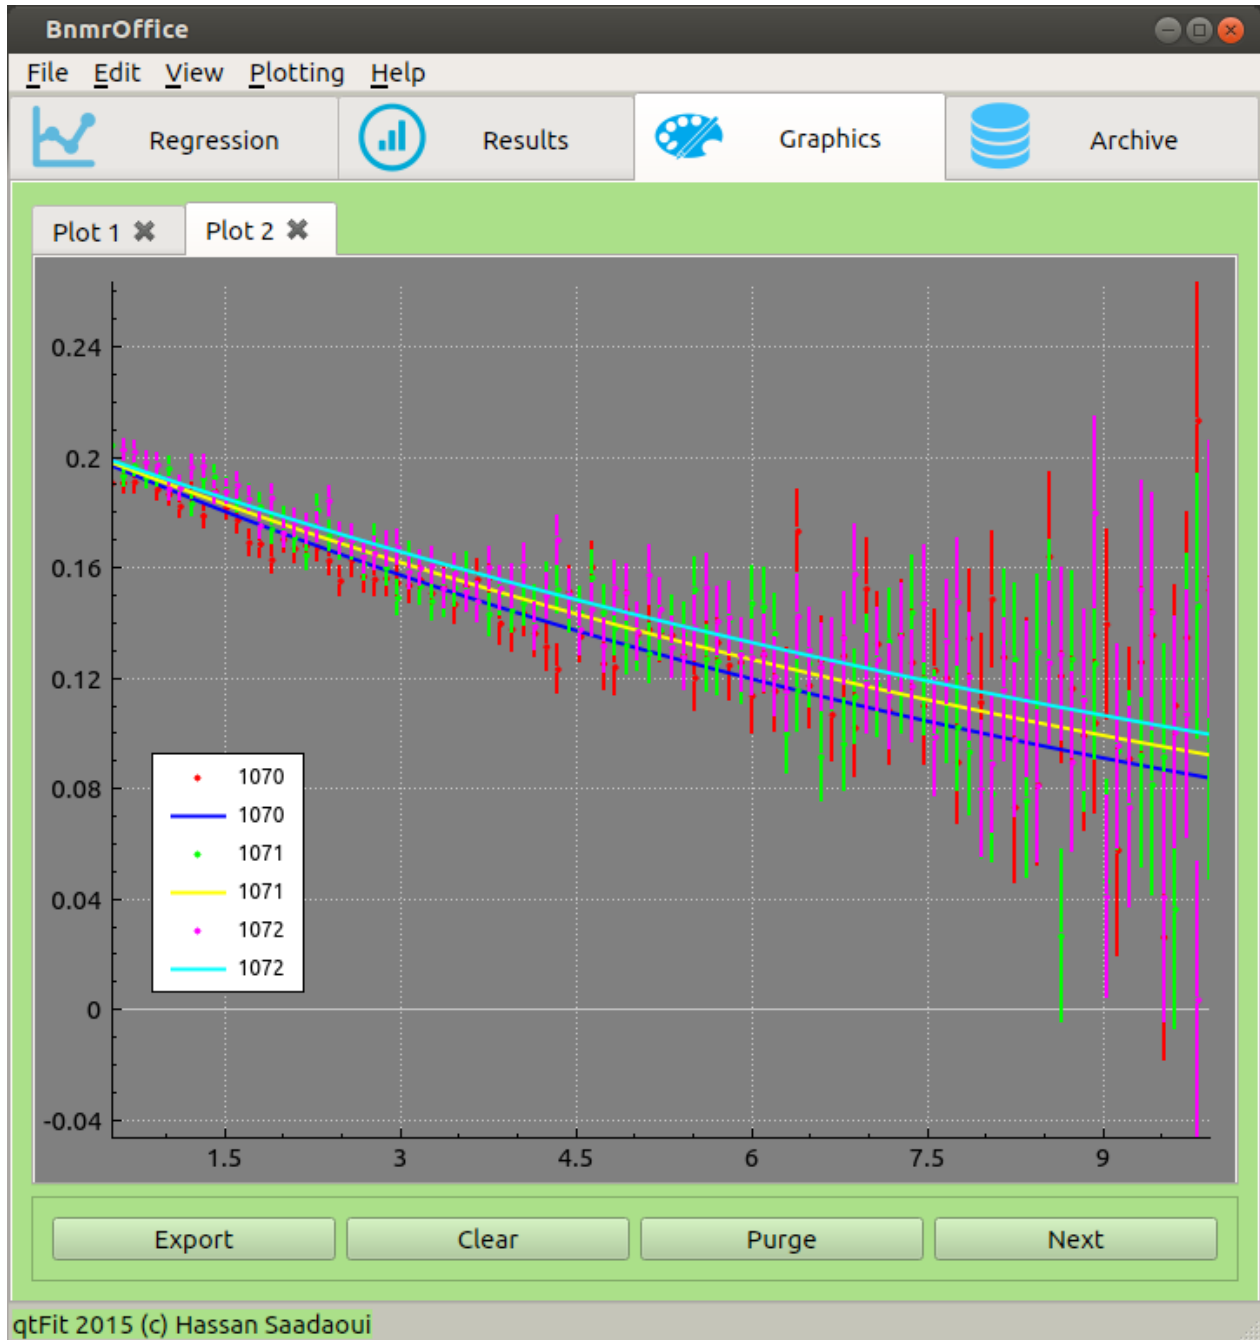 BnmrOffice
File Edit View Plotting Help
Regression Results Graphics Archive
Plot 1 Plot 2
0.24
0.2
0.16
0.12
0.08
0.04
0
-0.04
1070
1070
1071
1071
1072
1072
1.5 3 4.5 6 7.5 9
Export Clear Purge Next
qtFit 2015 (c) Hassan Saadaoui